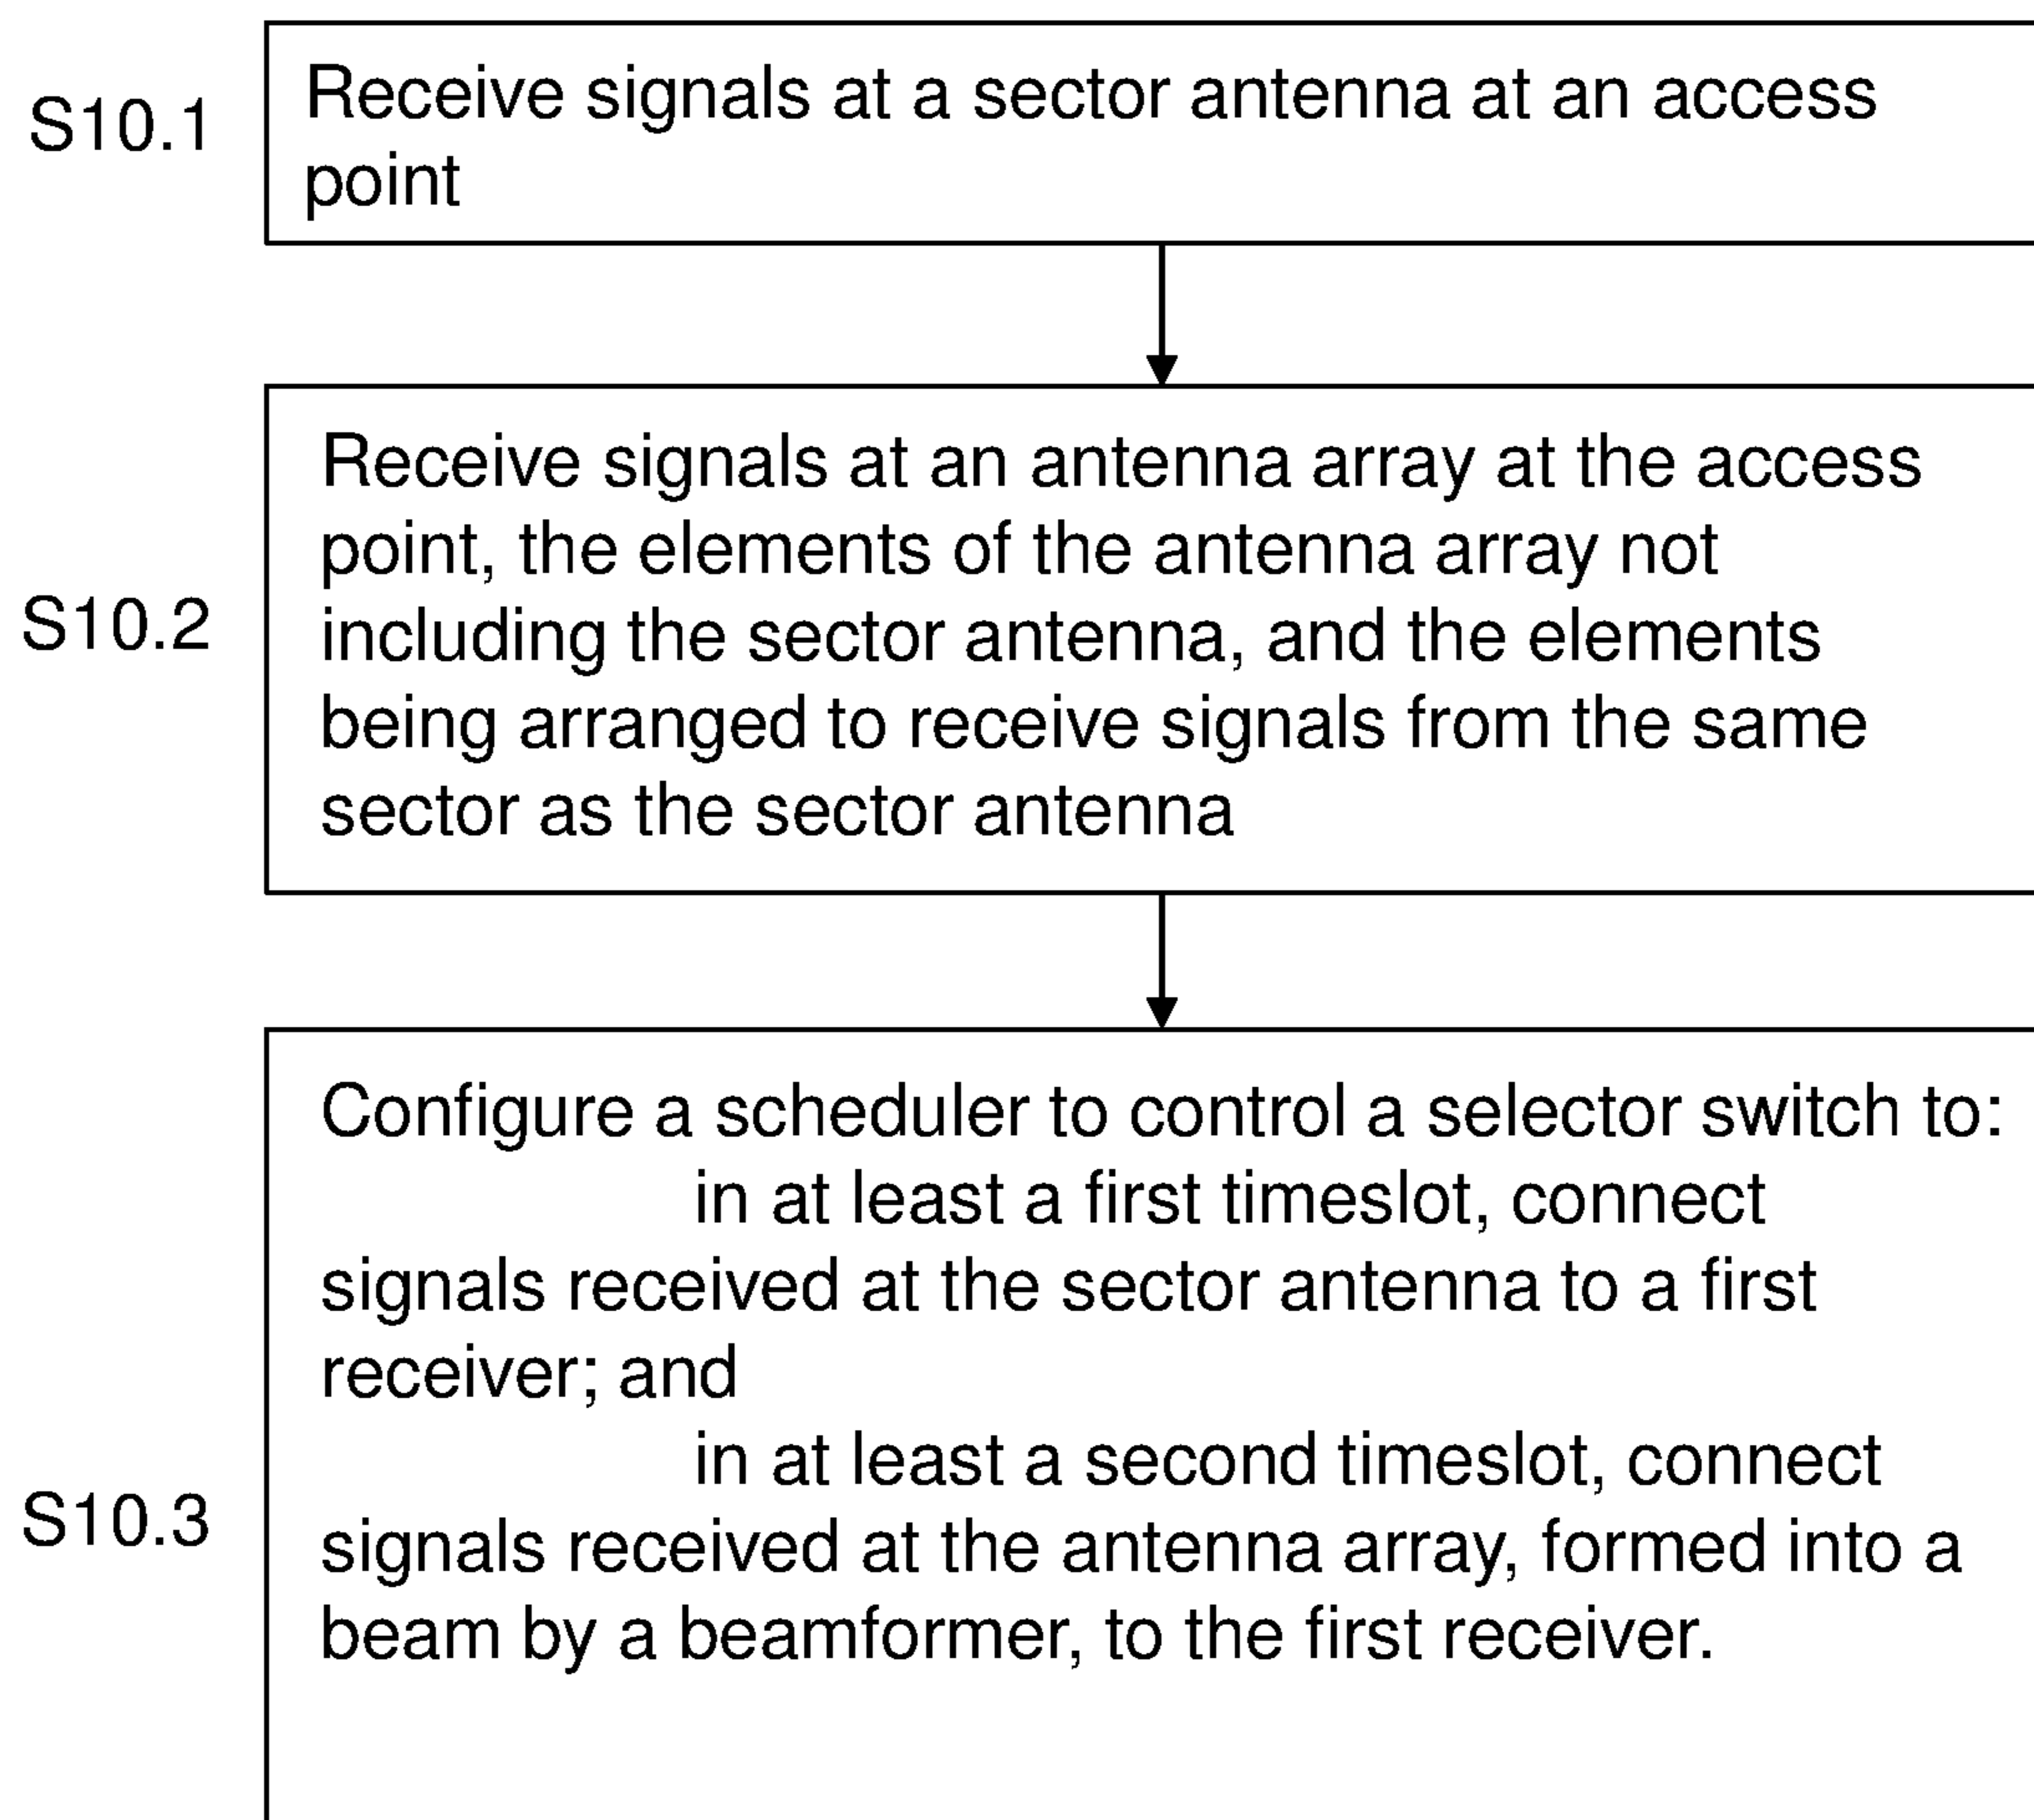 S10.1
Receive signals at a sector antenna at an access
point
S10.2
Receive signals at an antenna array at the access
point, the elements of the antenna array not
including the sector antenna, and the elements
being arranged to receive signals from the same
sector as the sector antenna
S10.3
Configure a scheduler to control a selector switch to:
in at least a first timeslot, connect
signals received at the sector antenna to a first
receiver; and
in at least a second timeslot, connect
signals received at the antenna array, formed into a
beam by a beamformer, to the first receiver.